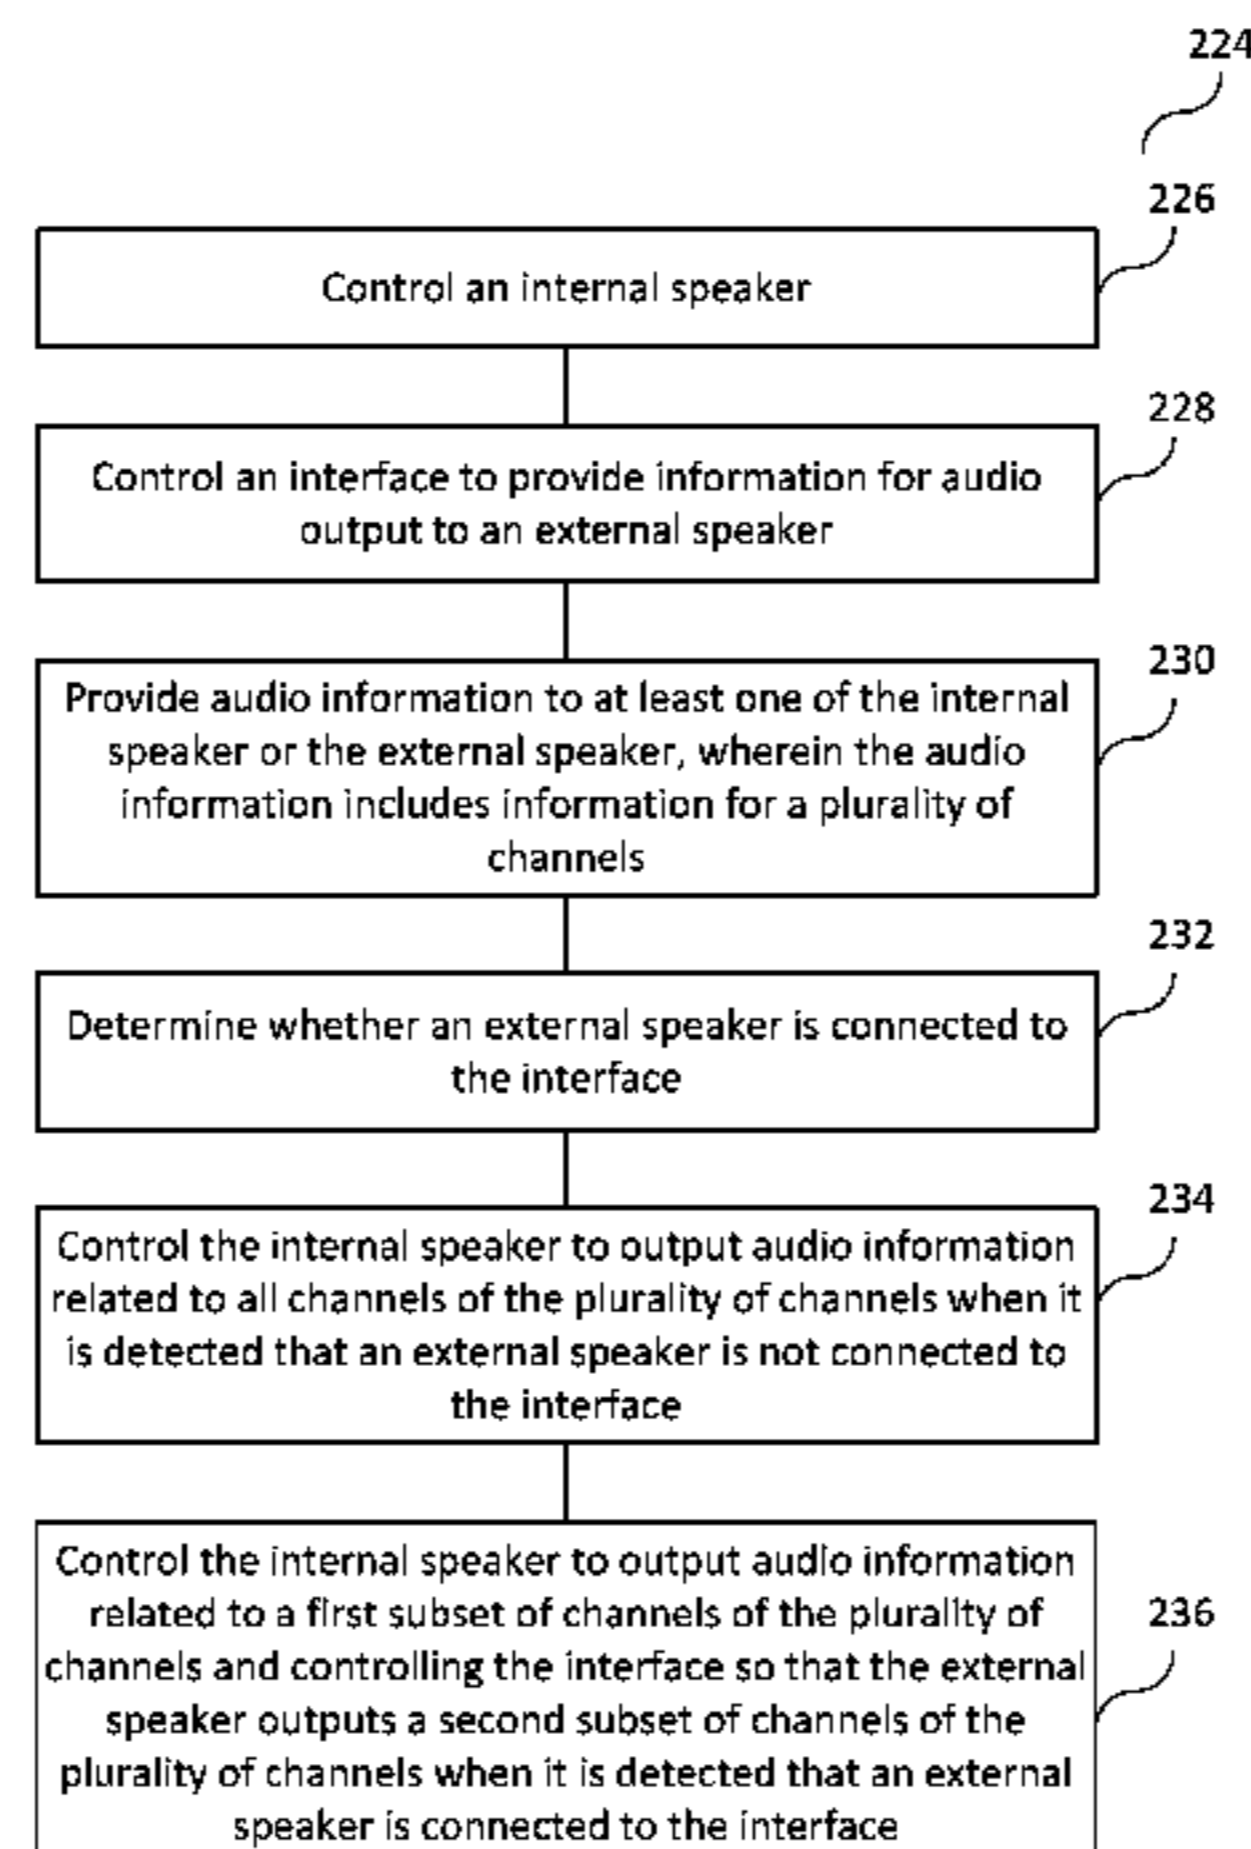 224
226
Control an internal speaker
228
Control an interface to provide information for audio
output to an external speaker
230
Provide audio information to at least one of the internal
speaker or the external speaker, wherein the audio
information includes information for a plurality of
channels
232
Determine whether an external speaker is connected to
the interface
234
Control the internal speaker to output audio information
related to all channels of the plurality of channels when it
is detected that an external speaker is not connected to
the interface
236
Control the internal speaker to output audio information
related to a first subset of channels of the plurality of
channels and controlling the interface so that the external
speaker outputs a second subset of channels of the
plurality of channels when it is detected that an external
speaker is connected to the interface